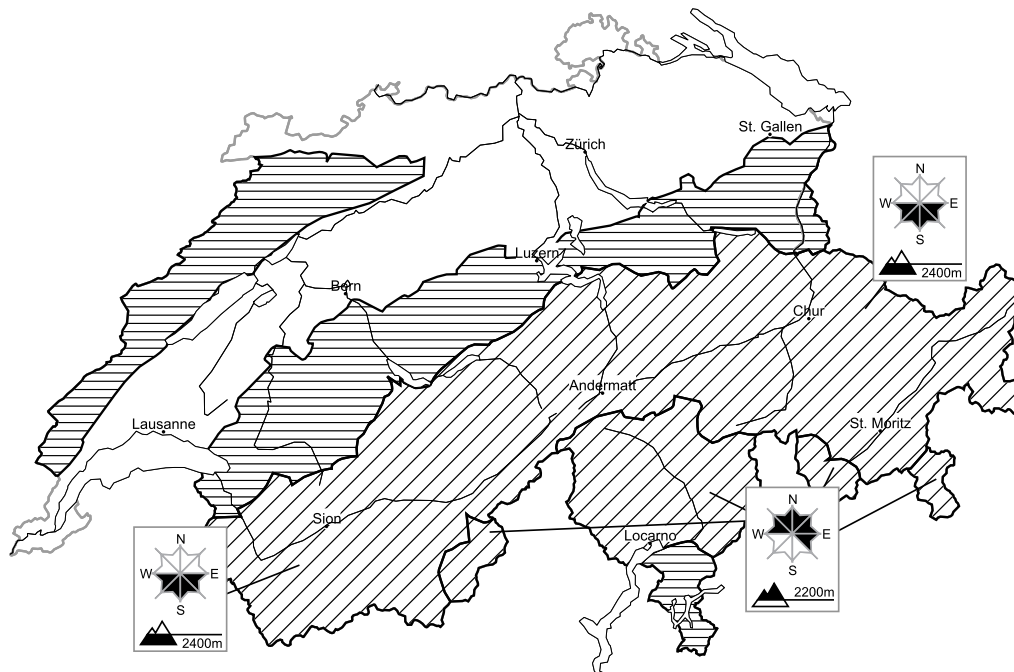 St. Gallen
Zürich
N
W E
S
2400m
Luzern
Bern
Chur
Andermatt
Lausanne
St. Moritz
N
W E
S
2200m
Sion
Locarno
N
W E
S
2400m